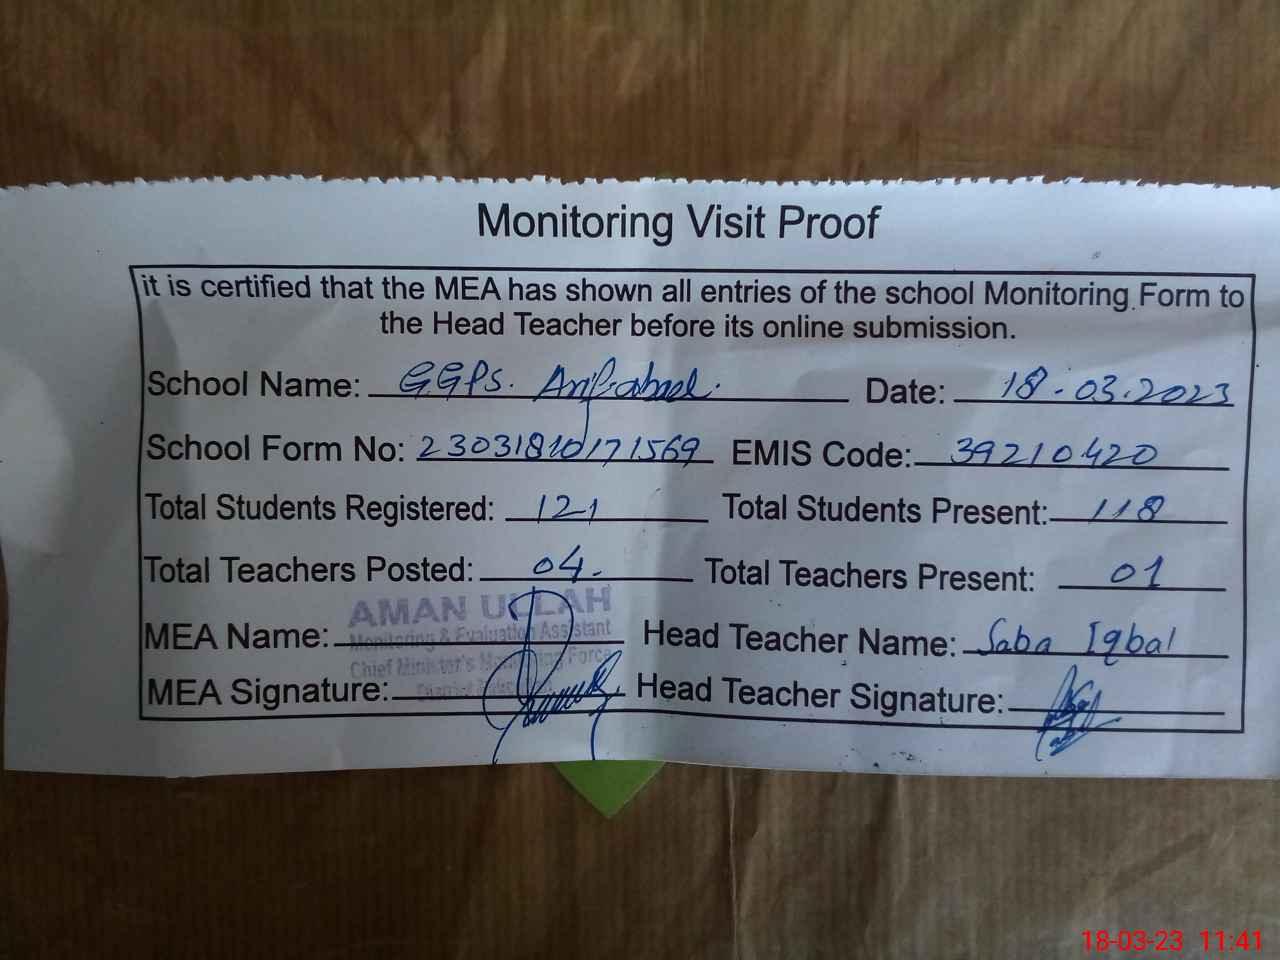 Monitoring Visit Proof
it is certified that the MEA has shown all entries of the school Monitoring Form to
the Head Teacher before its online submission.
School Name: GGPS. Arifabad. Date: 18-03-2023
School Form No: 23031810171569 EMIS Code: 39210420
Total Students Registered: 121 Total Students Present: 118
Total Teachers Posted: 04. Total Teachers Present: 01
AMAN ULLAH
Monitoring & Evaluation Assistant
MEA Name: Head Teacher Name: Saba Iqbal
Chief Minister's Monitoring Force
District
MEA Signature: Head Teacher Signature:
18-03-23 11:41